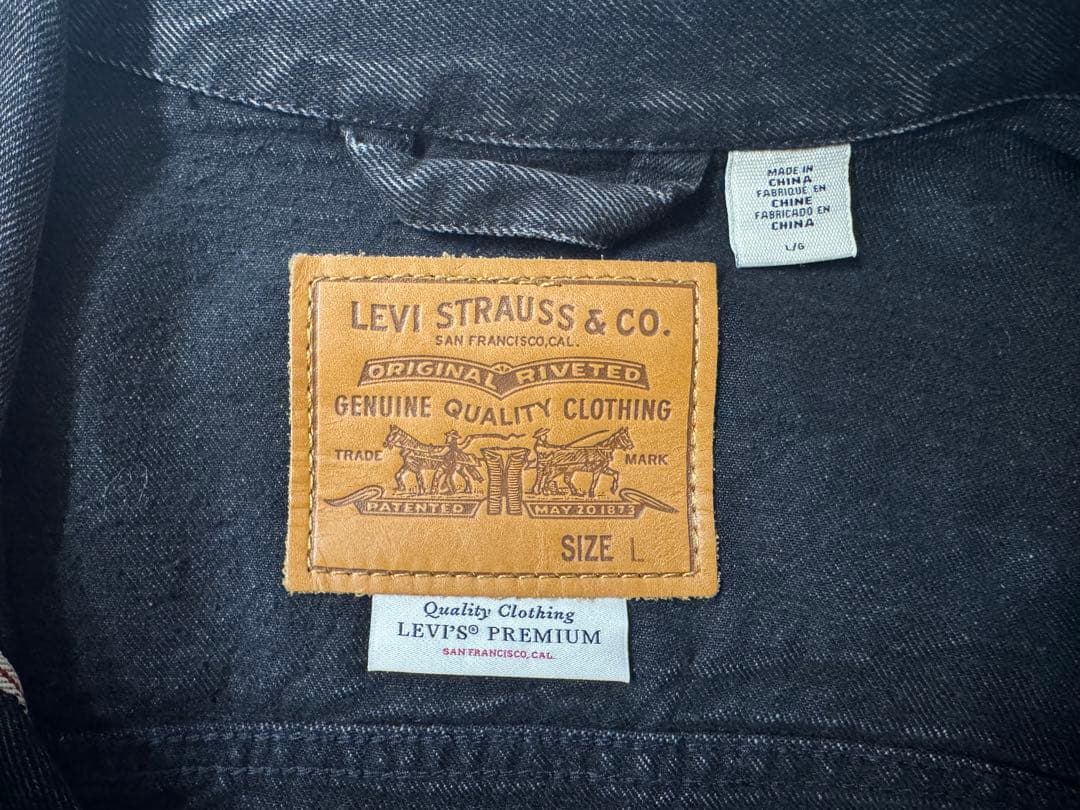 MADE IN
CHINA
FABRIQUÉ EN
CHINE
FABRICADO EN
CHINA
L/G
LEVI STRAUSS & CO.
SAN FRANCISCO, CAL.
ORIGINAL RIVETED
GENUINE QUALITY CLOTHING
TRADE MARK
PATENTED MAY 20 1873
SIZE L
Quality Clothing
LEVI'S® PREMIUM
SAN FRANCISCO, CAL.